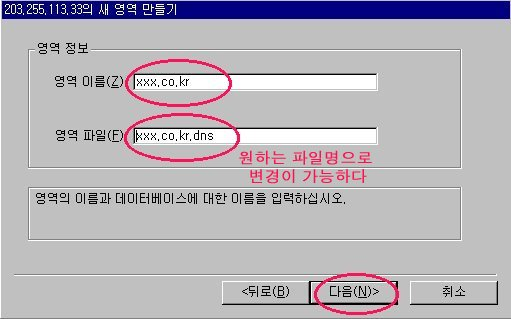 203,255,113,33의 새 영역 만들기
영역 정보
영역 이름(Z) xxx,co,kr
영역 파일(F) xxx,co,kr,dns
원하는 파일명으로
변경이 가능하다
영역의 이름과 데이터베이스에 대한 이름을 입력하십시오,
<뒤로(B) 다음(N)> 취소